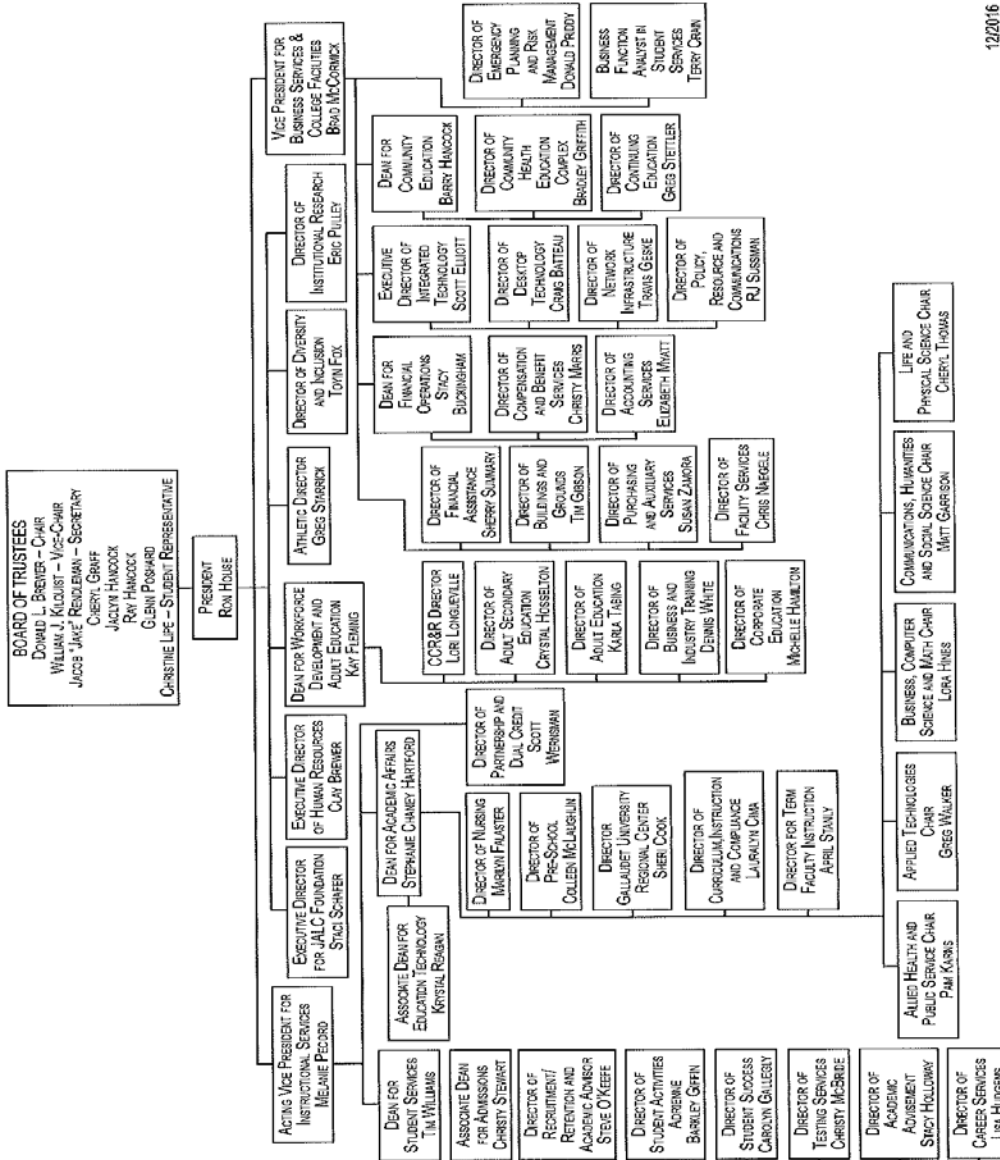 BOARD OF TRUSTEES
DONALD L. BREWER – CHAIR
WILLIAM J. KILQUIST – VICE-CHAIR
JACOB "JAKE" RENDLEMAN – SECRETARY
CHERYL GRAFF
JACLYN HANCOCK
RAY HANCOCK
GLENN POSHARD
CHRISTINE LIPE – STUDENT REPRESENTATIVE
PRESIDENT
RON HOUSE
ACTING VICE PRESIDENT FOR
INSTRUCTIONAL SERVICES
MELANIE PECORD
EXECUTIVE DIRECTOR
FOR JALC FOUNDATION
STACI SCHAFER
EXECUTIVE DIRECTOR
OF HUMAN RESOURCES
CLAY BREWER
DEAN FOR WORKFORCE
DEVELOPMENT AND
ADULT EDUCATION
KAY FLEMING
ATHLETIC DIRECTOR
GREG STARRICK
DIRECTOR OF DIVERSITY
AND INCLUSION
TOYIN FOX
DIRECTOR OF
INSTITUTIONAL RESEARCH
ERIC PULLEY
VICE PRESIDENT FOR
BUSINESS SERVICES &
COLLEGE FACILITIES
BRAD MCCORMICK
DEAN FOR
STUDENT SERVICES
TIM WILLIAMS
ASSOCIATE DEAN
FOR ADMISSIONS
CHRISTY STEWART
DIRECTOR OF
RECRUITMENT/
RETENTION AND
ACADEMIC ADVISOR
STEVE O'KEEFE
DIRECTOR OF
STUDENT ACTIVITIES
ADRIENNE
BARKLEY GIFFIN
DIRECTOR OF
STUDENT SUCCESS
CAROLYN GALLEGLY
DIRECTOR OF
TESTING SERVICES
CHRISTY MCBRIDE
DIRECTOR OF
ACADEMIC
ADVISEMENT
STACY HOLLOWAY
DIRECTOR OF
CAREER SERVICES
LISA HUDGENS
DEAN FOR ACADEMIC AFFAIRS
STEPHANIE CHANEY HARTFORD
ASSOCIATE DEAN FOR
EDUCATION TECHNOLOGY
KRYSTAL REAGAN
DIRECTOR OF
PARTNERSHIP AND
DUAL CREDIT
SCOTT
WERNSMAN
DIRECTOR OF NURSING
MARILYN FALASTER
DIRECTOR OF
PRE-SCHOOL
COLLEEN MCLAUGHLIN
DIRECTOR
GALLAUDET UNIVERSITY
REGIONAL CENTER
SHERI COOK
DIRECTOR OF
CURRICULUM,INSTRUCTION
AND COMPLIANCE
LAURALYN CIMA
DIRECTOR FOR TERM
FACULTY INSTRUCTION
APRIL STANLY
ALLIED HEALTH AND
PUBLIC SERVICE CHAIR
PAM KARNS
APPLIED TECHNOLOGIES
CHAIR
GREG WALKER
BUSINESS, COMPUTER
SCIENCE AND MATH CHAIR
LORA HINES
COMMUNICATIONS, HUMANITIES
AND SOCIAL SCIENCE CHAIR
MATT GARRISON
LIFE AND
PHYSICAL SCIENCE CHAIR
CHERYL THOMAS
CCR&R DIRECTOR
LORI LONGUEVILLE
DIRECTOR OF
ADULT SECONDARY
EDUCATION
CRYSTAL HOSSELTON
DIRECTOR OF
ADULT EDUCATION
KARLA TABING
DIRECTOR OF
BUSINESS AND
INDUSTRY TRAINING
DENNIS WHITE
DIRECTOR OF
CORPORATE
EDUCATION
MICHELLE HAMILTON
DIRECTOR OF
FINANCIAL
ASSISTANCE
SHERRY SUMMARY
DIRECTOR OF
BUILDINGS AND
GROUNDS
TIM GIBSON
DIRECTOR OF
PURCHASING
AND AUXILIARY
SERVICES
SUSAN ZAMORA
DIRECTOR OF
FACILITY SERVICES
CHRIS NAEGELE
DEAN FOR
FINANCIAL
OPERATIONS
STACY
BUCKINGHAM
DIRECTOR OF
COMPENSATION
AND BENEFIT
SERVICES
CHRISTY MARRIS
DIRECTOR OF
ACCOUNTING
SERVICES
ELIZABETH MYATT
EXECUTIVE
DIRECTOR OF
INTEGRATED
TECHNOLOGY
SCOTT ELLIOTT
DIRECTOR OF
DESKTOP
TECHNOLOGY
CRAIG BATTEAU
DIRECTOR OF
NETWORK
INFRASTRUCTURE
TRAVIS GESKE
DIRECTOR OF
POLICY,
RESOURCE AND
COMMUNICATIONS
RJ SUSSMAN
DEAN FOR
COMMUNITY
EDUCATION
BARRY HANCOCK
DIRECTOR OF
COMMUNITY
HEALTH
EDUCATION
COMPLEX
BRADLEY GRIFFITH
DIRECTOR OF
CONTINUING
EDUCATION
GREG STETTLER
DIRECTOR OF
EMERGENCY
PLANNING
AND RISK
MANAGEMENT
DONALD PRIDDY
BUSINESS
FUNCTION
ANALYST IN
STUDENT
SERVICES
TERRY CRAIN
12/2016